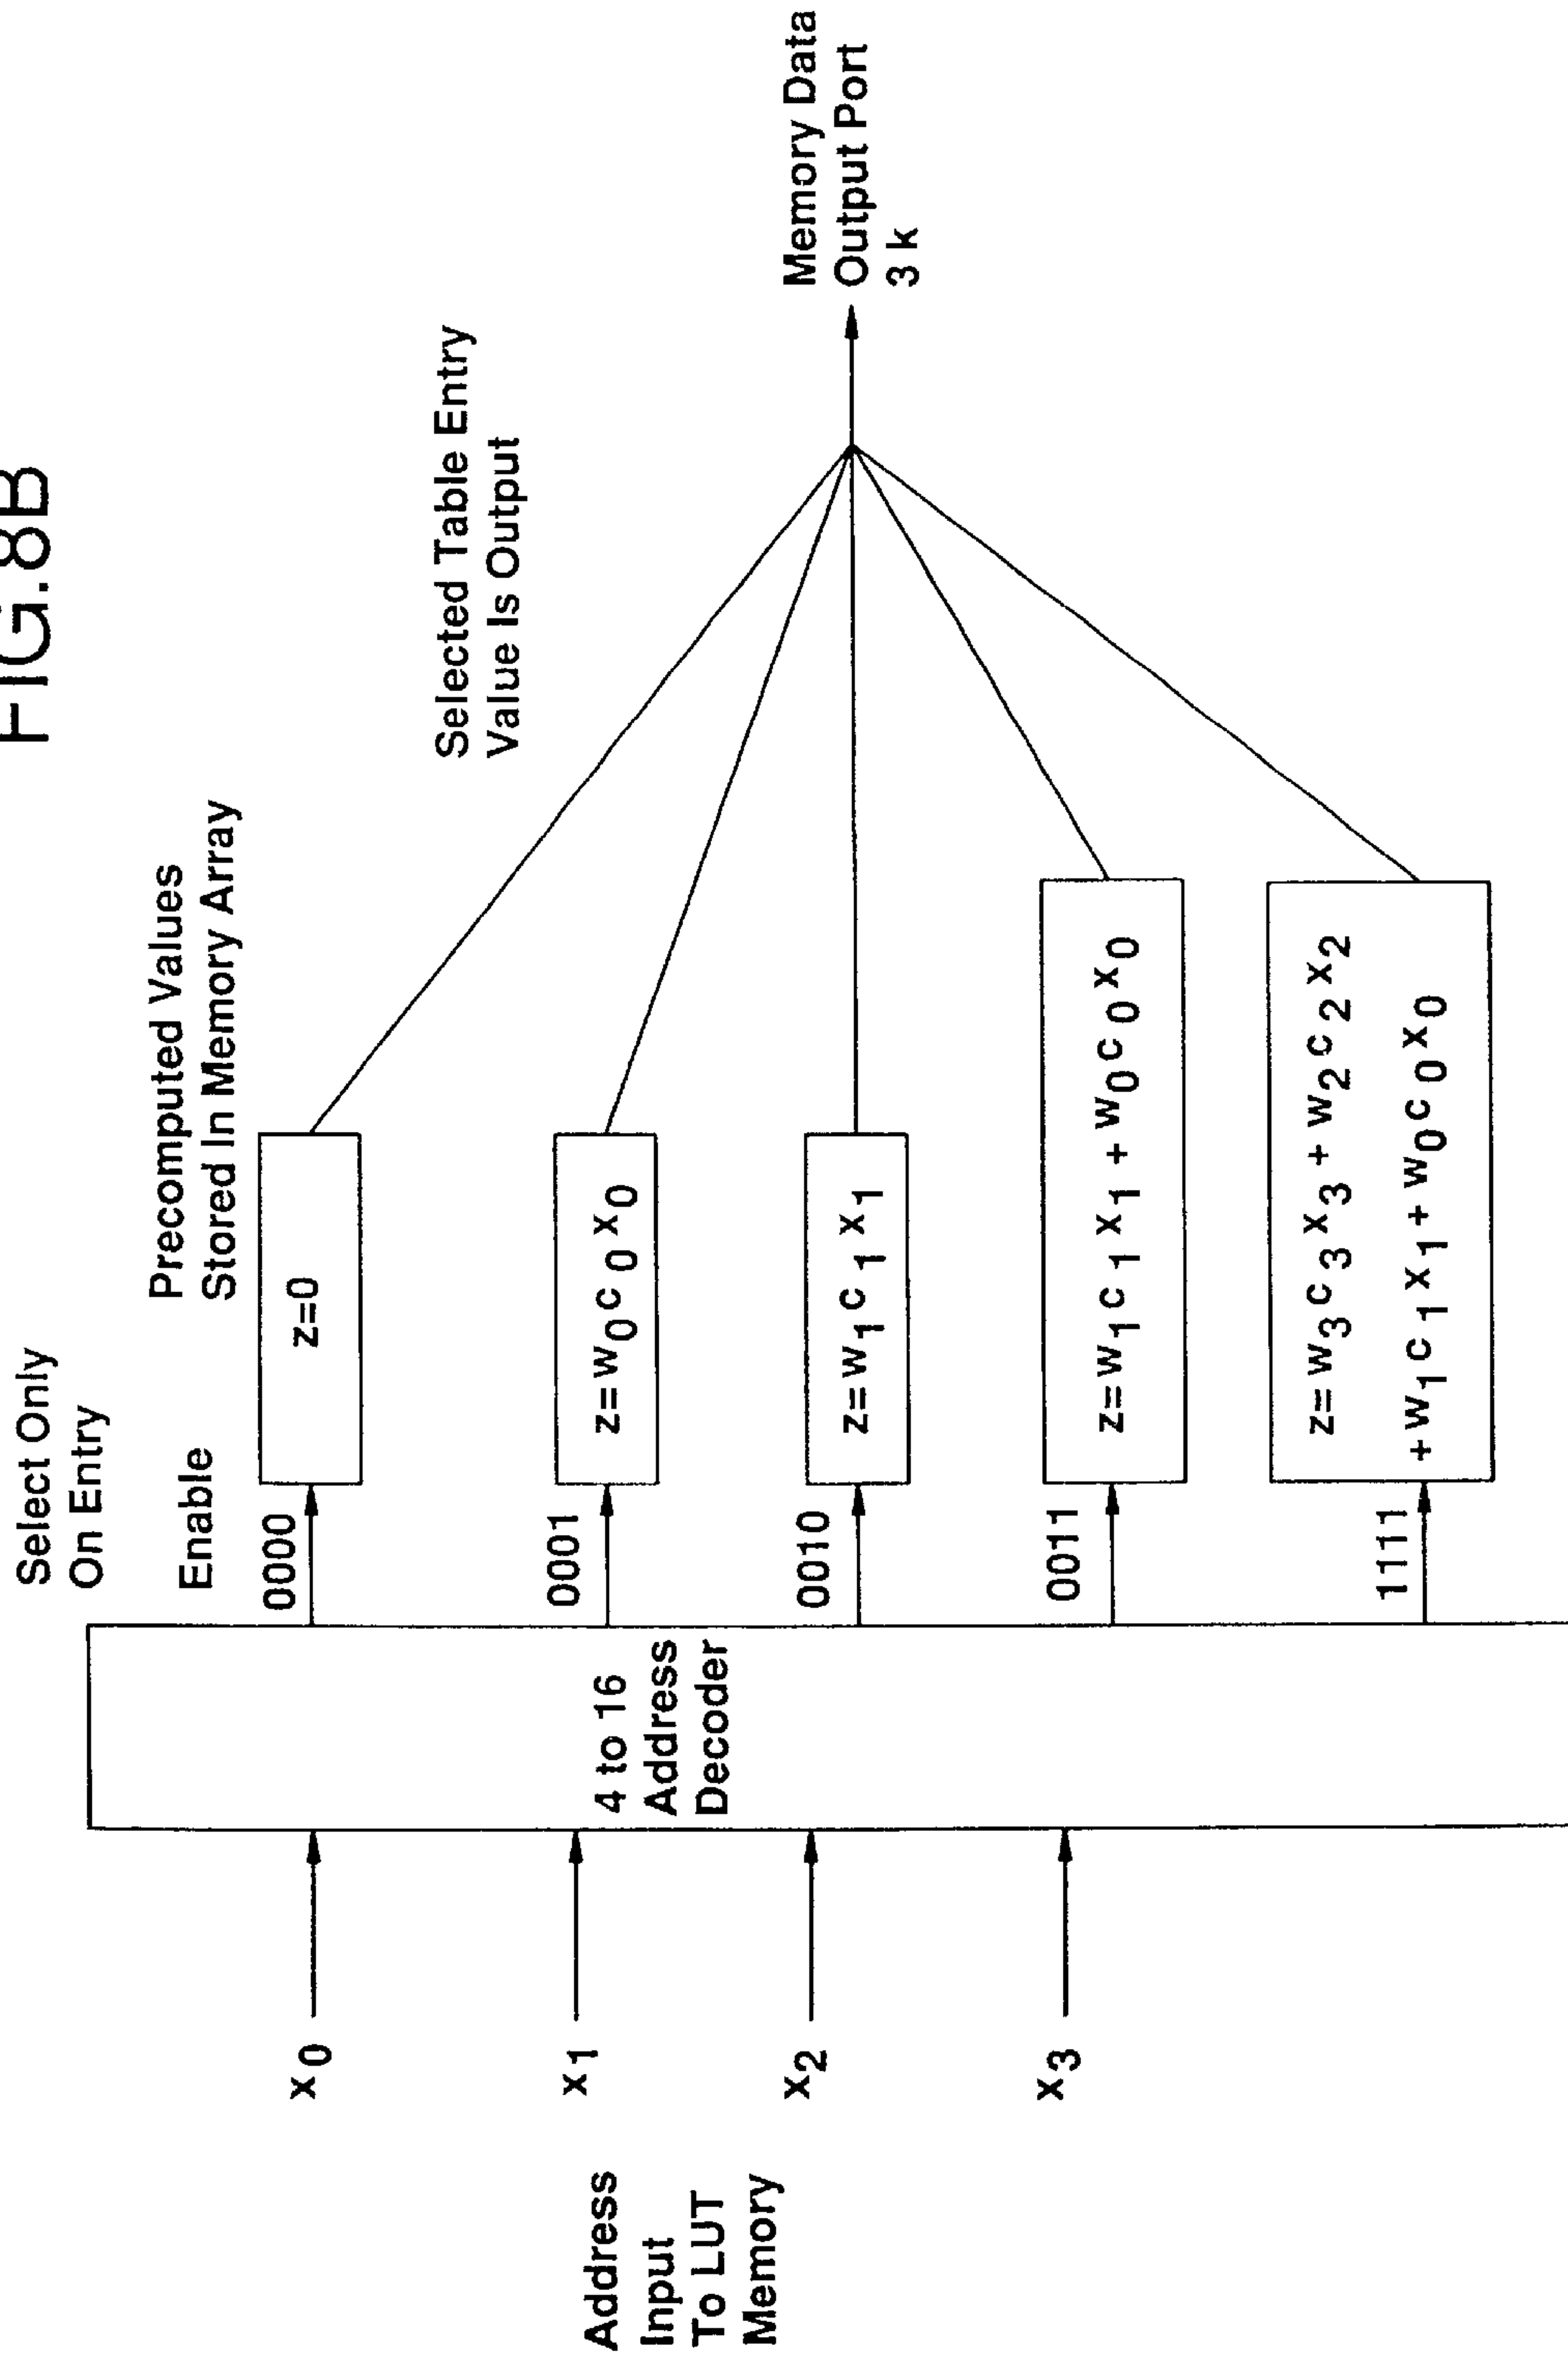 FIG.8B
Select Only
On Entry
Enable
Precomputed Values
Stored In Memory Array
Selected Table Entry
Value Is Output
Address
Input
To LUT
Memory
x0
x1
x2
x3
4 to 16
Address
Decoder
0000
z=0
0001
z=w0c0x0
0010
z=w1c1x1
0011
z=w1c1x1+w0c0x0
1111
z=w3c3x3+w2c2x2
+w1c1x1+w0c0x0
Memory Data
Output Port
3k